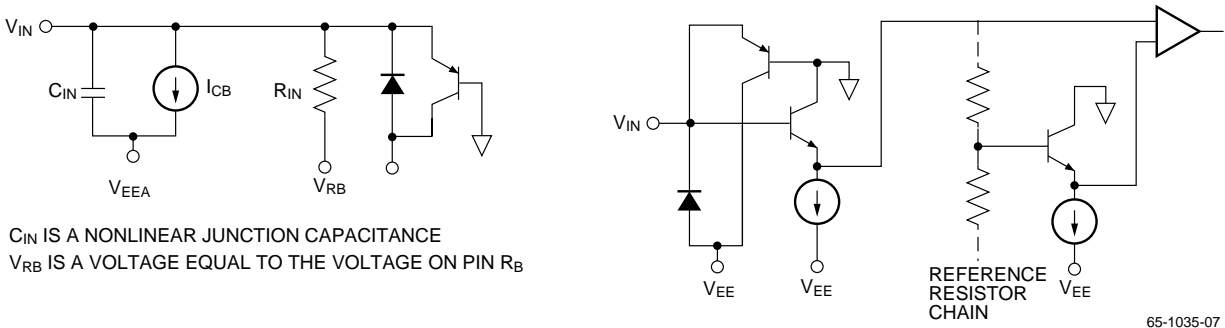 VIN
CIN
ICB
RIN
VEEA
VRB
CIN IS A NONLINEAR JUNCTION CAPACITANCE
VRB IS A VOLTAGE EQUAL TO THE VOLTAGE ON PIN RB
VIN
VEE
VEE
REFERENCE
RESISTOR
CHAIN
VEE
65-1035-07